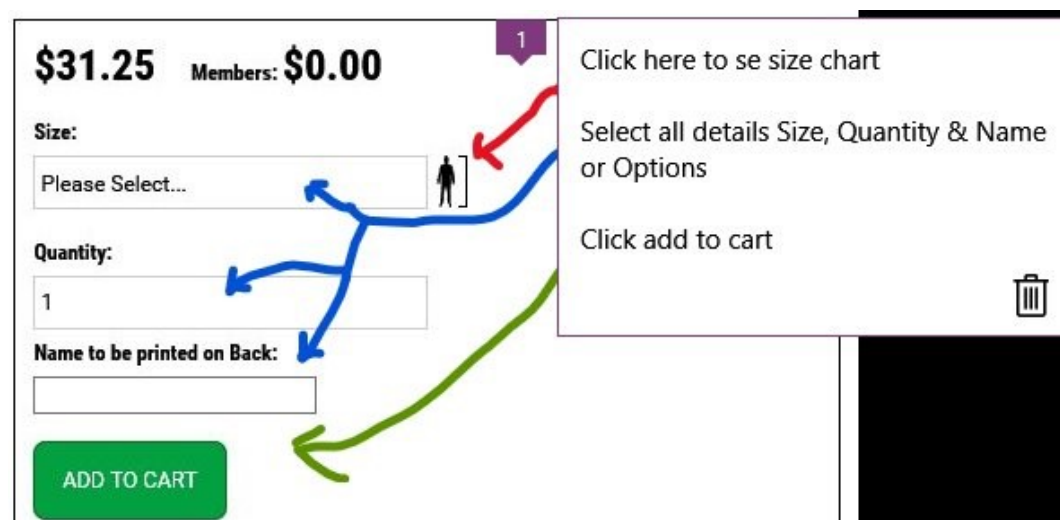 $31.25 Members: $0.00
1
Click here to se size chart
Size:
Please Select...
Select all details Size, Quantity & Name
or Options
Click add to cart
Quantity:
1
Name to be printed on Back:
ADD TO CART